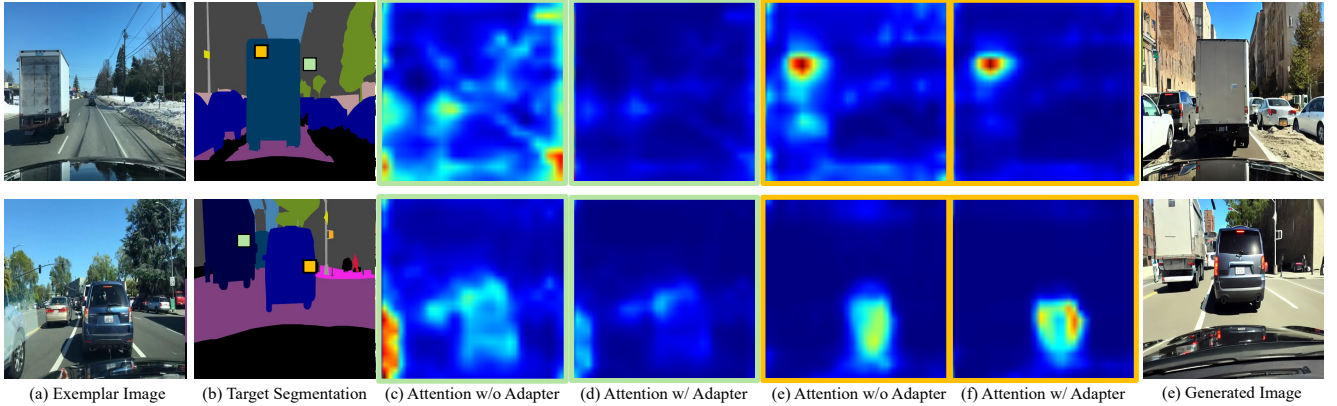 (a) Exemplar Image (b) Target Segmentation (c) Attention w/o Adapter (d) Attention w/ Adapter (e) Attention w/o Adapter (f) Attention w/ Adapter (e) Generated Image